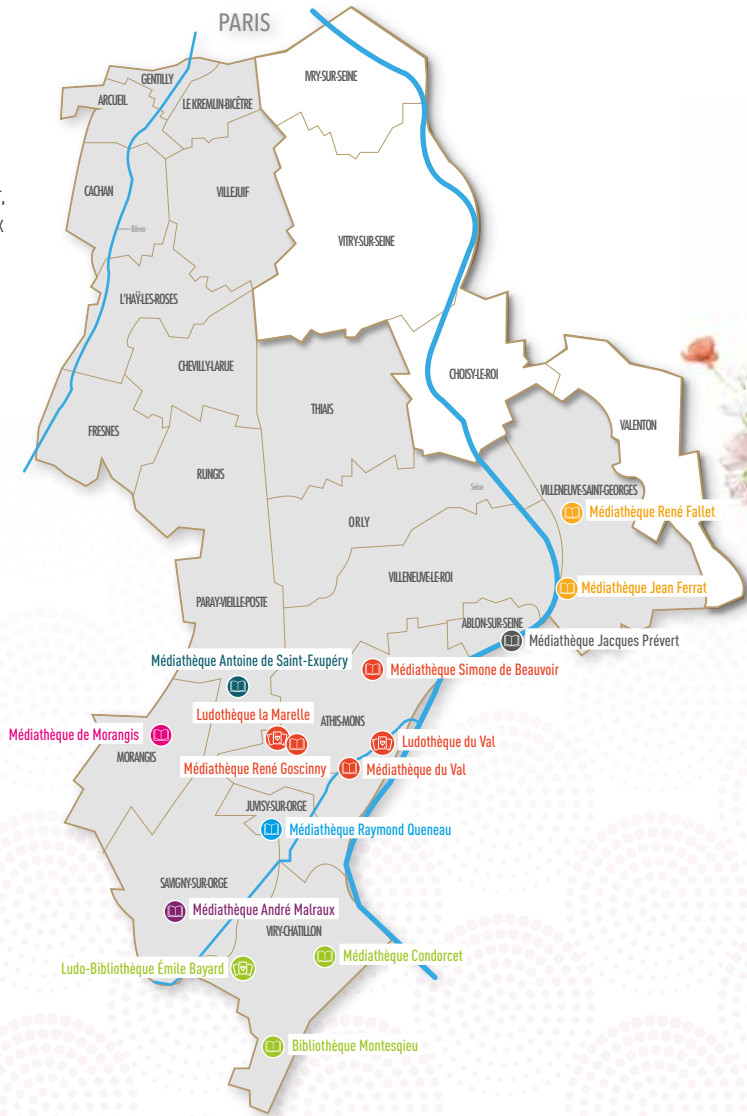 PARIS
IVRY-SUR-SEINE
GENTILLY
ARCUEIL
LE KREMLIN-BICÊTRE
CACHAN
VILLEJUIF
T,
x
Bièvre
VITRY-SUR-SEINE
L'HAŸ-LES-ROSES
CHEVILLY-LARUE
CHOISY-LE-ROI
THIAIS
VALENTON
FRESNES
RUNGIS
Seine
VILLENEUVE-SAINT-GEORGES
Médiathèque René Fallet
ORLY
VILLENEUVE-LE-ROI
Médiathèque Jean Ferrat
PARAY-VIEILLE-POSTE
ABLON-SUR-SEINE
Médiathèque Jacques Prévert
Médiathèque Antoine de Saint-Exupéry
Médiathèque Simone de Beauvoir
Ludothèque la Marelle
ATHIS-MONS
Médiathèque de Morangis
Ludothèque du Val
MORANGIS
Médiathèque René Goscinny
Médiathèque du Val
JUVISY-SUR-ORGE
Médiathèque Raymond Queneau
SAVIGNY-SUR-ORGE
Médiathèque André Malraux
VIRY-CHATILLON
Médiathèque Condorcet
Ludo-Bibliothèque Émile Bayard
Bibliothèque Montesqieu